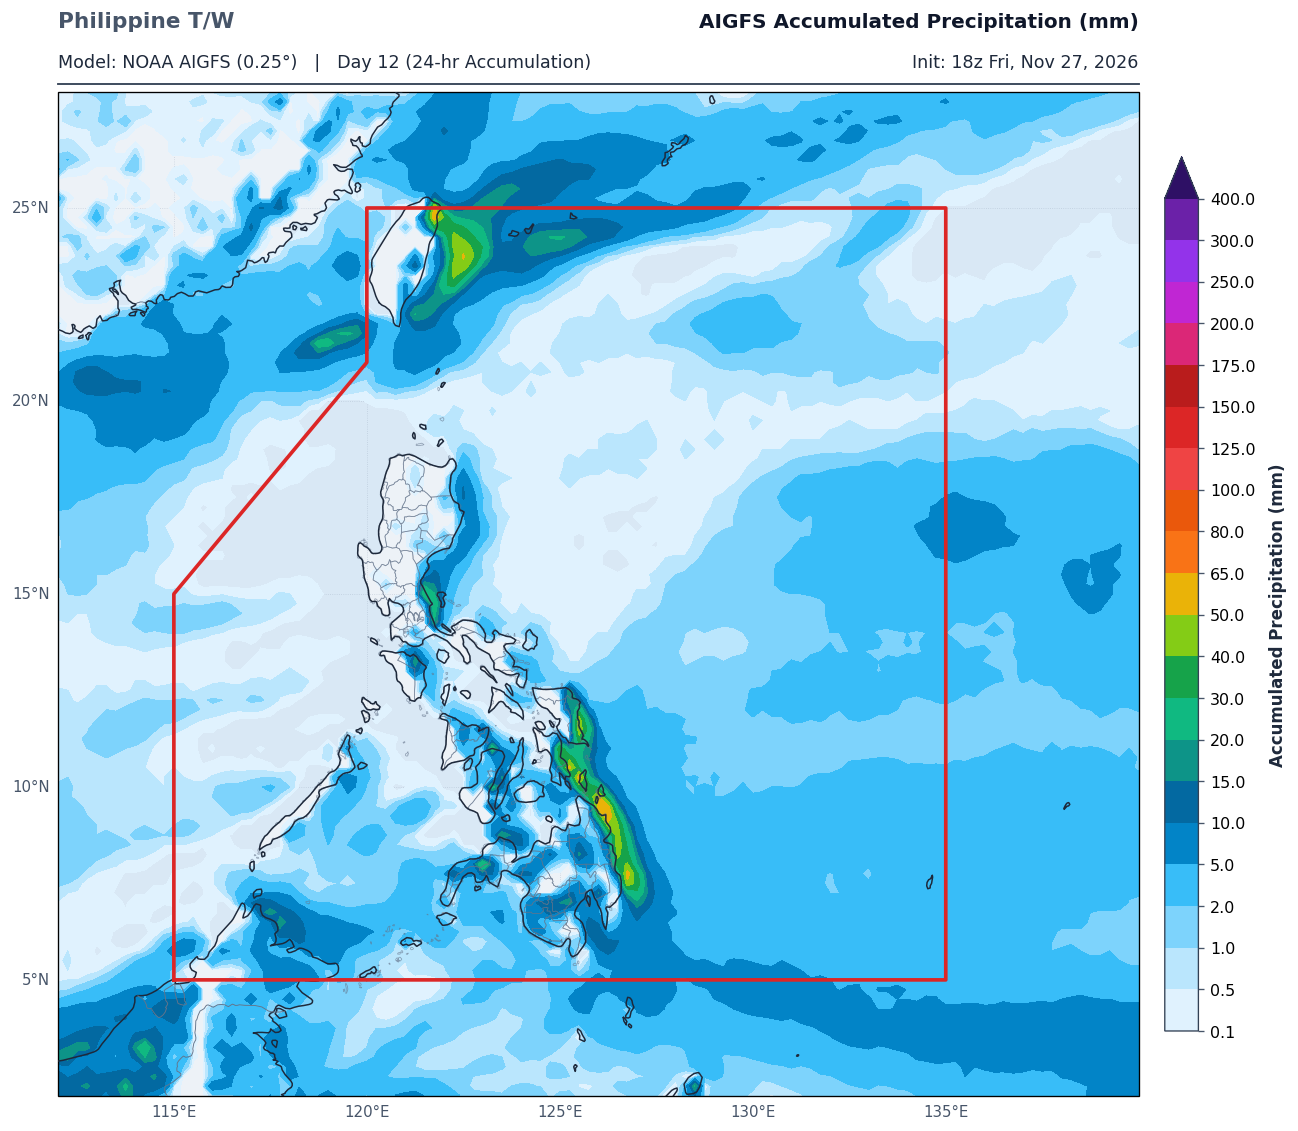 Philippine T/W
AIGFS Accumulated Precipitation (mm)
Model: NOAA AIGFS (0.25°) | Day 12 (24-hr Accumulation)
Init: 18z Fri, Nov 27, 2026
25°N
20°N
15°N
10°N
5°N
115°E
120°E
125°E
130°E
135°E
400.0
300.0
250.0
200.0
175.0
150.0
125.0
100.0
80.0
65.0
50.0
40.0
30.0
20.0
15.0
10.0
5.0
2.0
1.0
0.5
0.1
Accumulated Precipitation (mm)